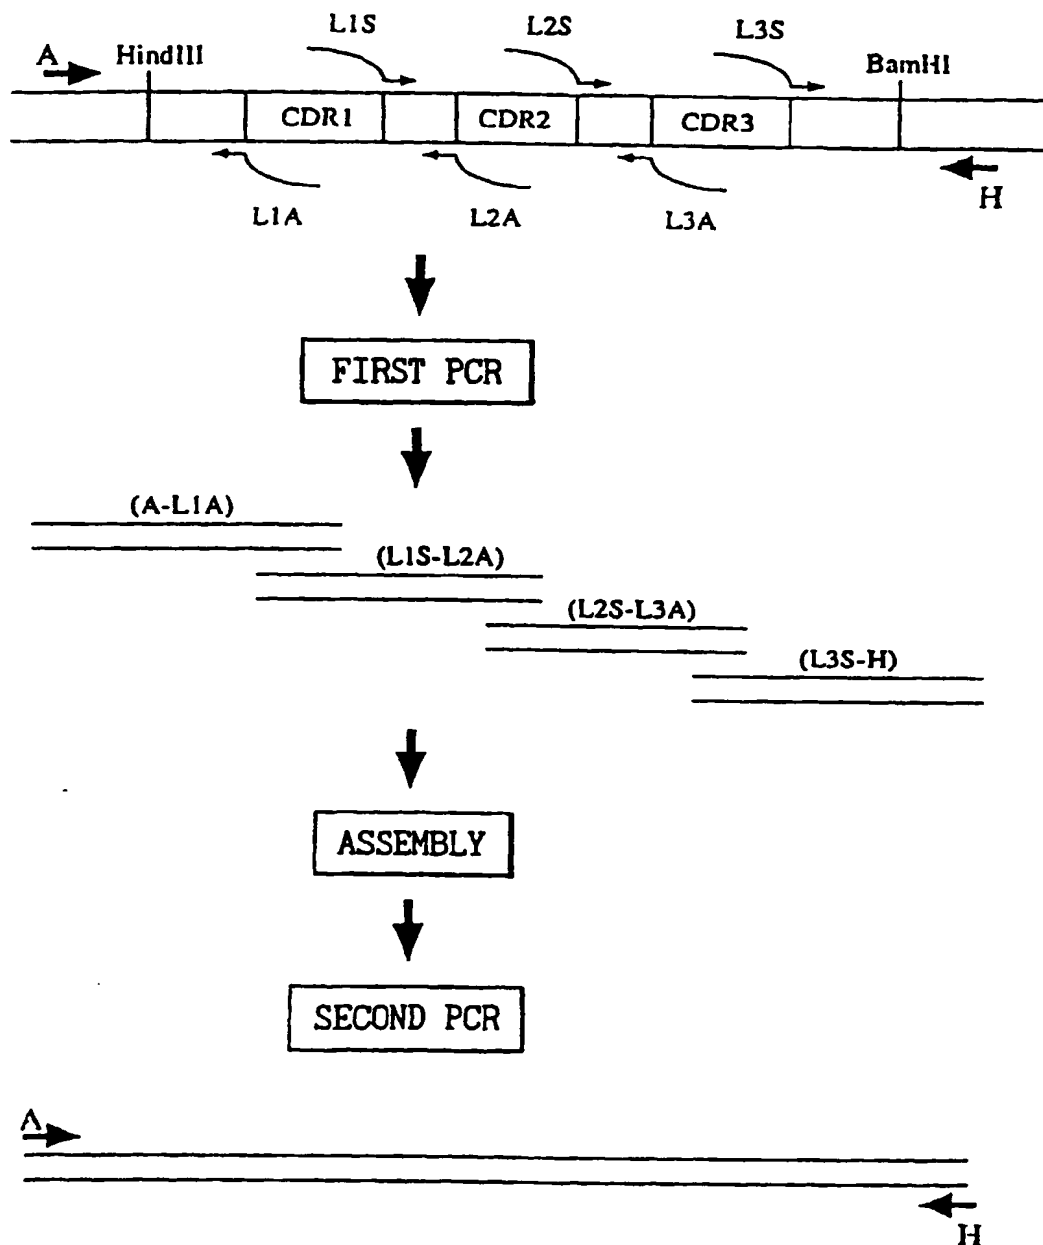 L1S
L2S
L3S
A
HindIII
BamHI
CDR1
CDR2
CDR3
L1A
L2A
L3A
H
FIRST PCR
(A-L1A)
(L1S-L2A)
(L2S-L3A)
(L3S-H)
ASSEMBLY
SECOND PCR
A
H